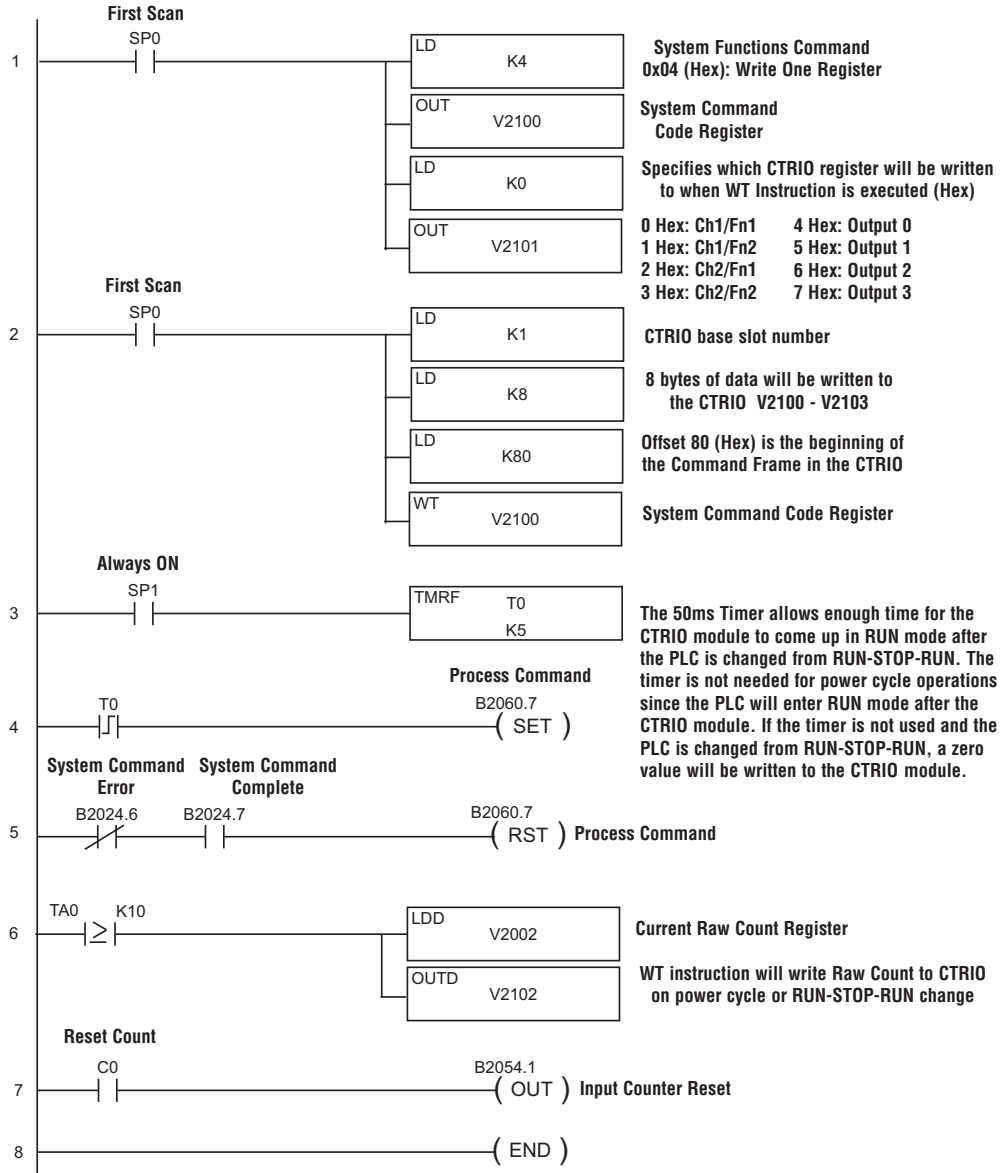 First Scan
SP0
1
LD
K4
System Functions Command
0x04 (Hex): Write One Register
OUT
V2100
System Command
Code Register
LD
K0
Specifies which CTRIO register will be written
to when WT Instruction is executed (Hex)
OUT
V2101
0 Hex: Ch1/Fn1 4 Hex: Output 0
1 Hex: Ch1/Fn2 5 Hex: Output 1
2 Hex: Ch2/Fn1 6 Hex: Output 2
3 Hex: Ch2/Fn2 7 Hex: Output 3
First Scan
SP0
2
LD
K1
CTRIO base slot number
LD
K8
8 bytes of data will be written to
the CTRIO V2100 - V2103
LD
K80
Offset 80 (Hex) is the beginning of
the Command Frame in the CTRIO
WT
V2100
System Command Code Register
Always ON
SP1
3
TMRF
T0
K5
The 50ms Timer allows enough time for the
CTRIO module to come up in RUN mode after
the PLC is changed from RUN-STOP-RUN. The
timer is not needed for power cycle operations
since the PLC will enter RUN mode after the
CTRIO module. If the timer is not used and the
PLC is changed from RUN-STOP-RUN, a zero
value will be written to the CTRIO module.
Process Command
T0
B2060.7
4
( SET )
System Command Error
System Command Complete
B2024.6
B2024.7
B2060.7
5
( RST ) Process Command
TA0 K10
6
≥
LDD
V2002
Current Raw Count Register
OUTD
V2102
WT instruction will write Raw Count to CTRIO
on power cycle or RUN-STOP-RUN change
Reset Count
C0
B2054.1
7
( OUT ) Input Counter Reset
8
( END )